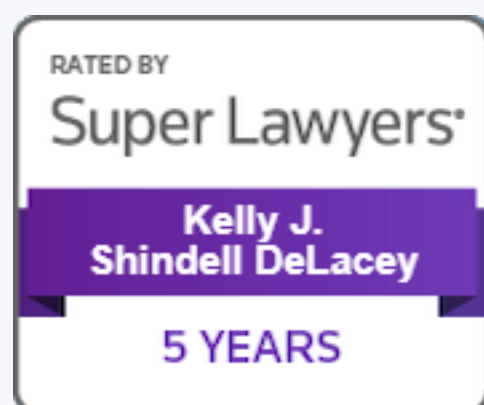 RATED BY
Super Lawyers®
Kelly J.
Shindell DeLacey
5 YEARS